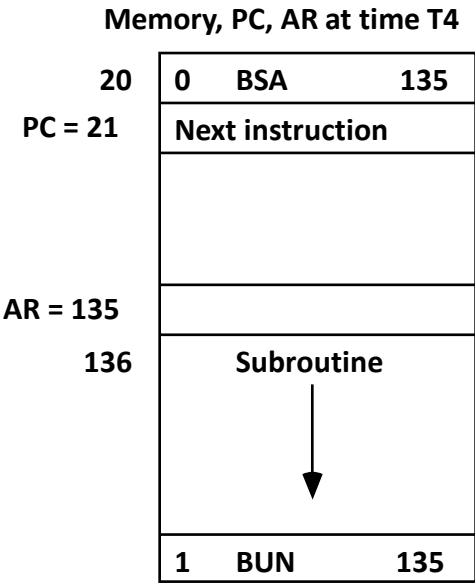 Memory, PC, AR at time T4
20 0 BSA 135
PC = 21 Next instruction
AR = 135
136 Subroutine
1 BUN 135